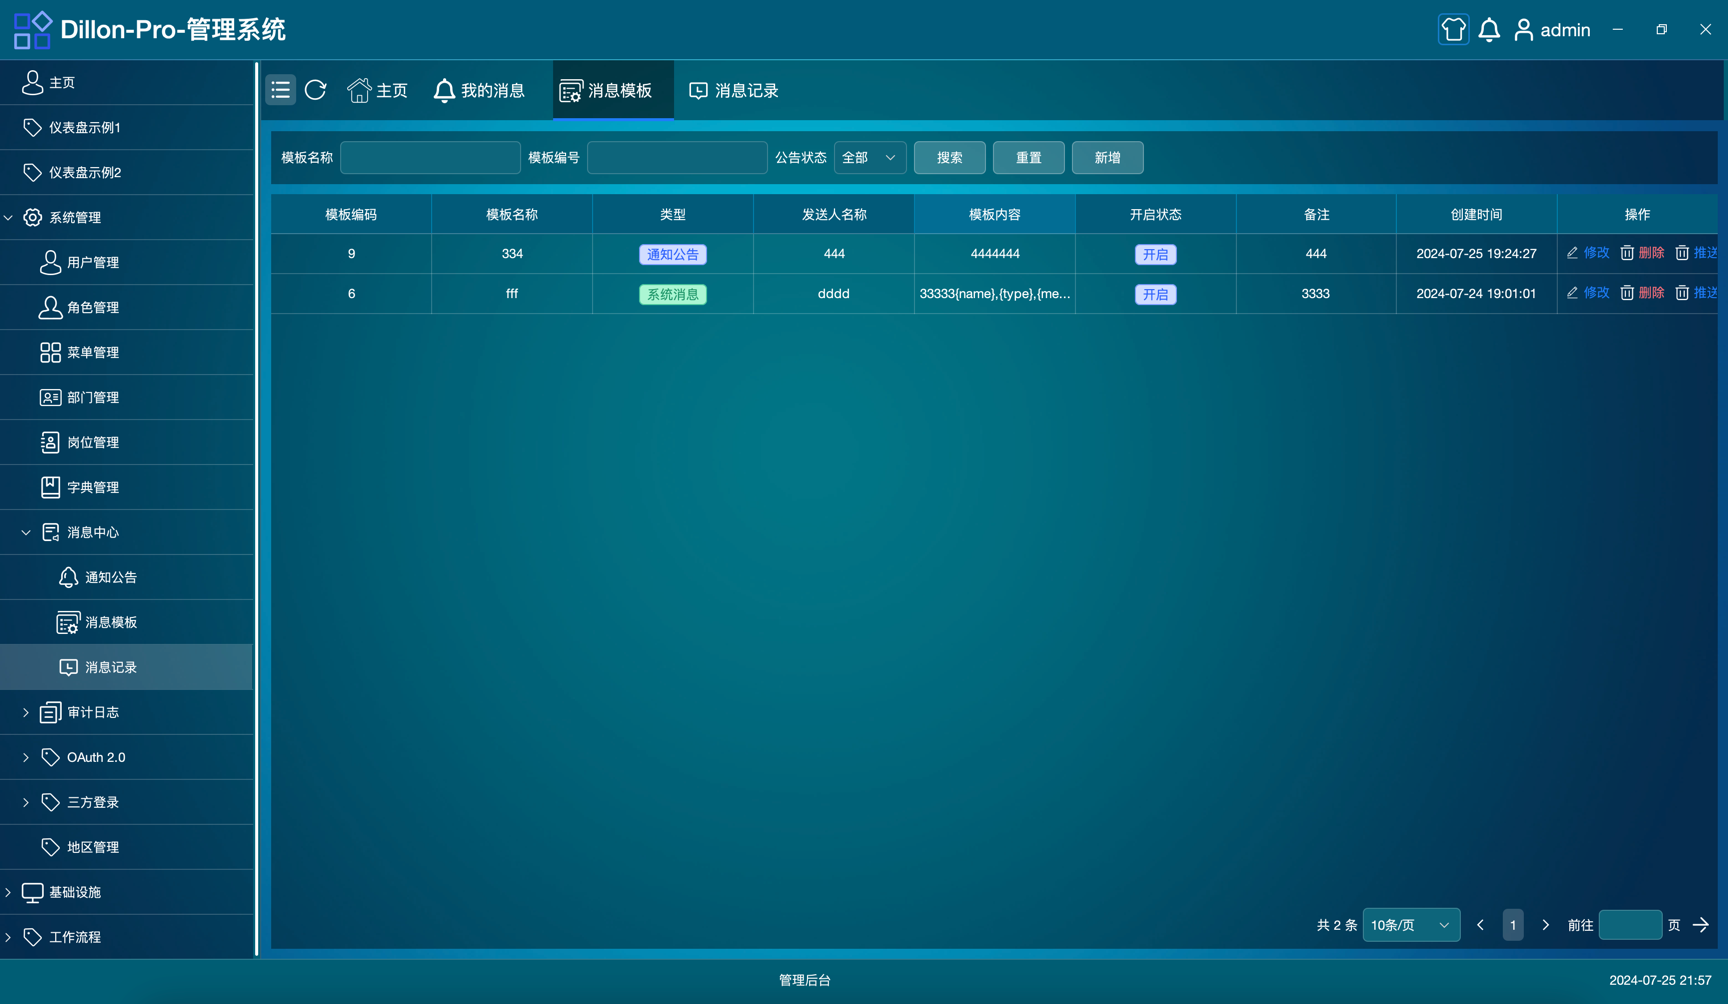 Dillon-Pro-管理系统
admin
主页
仪表盘示例1
仪表盘示例2
系统管理
用户管理
角色管理
菜单管理
部门管理
岗位管理
字典管理
消息中心
通知公告
消息模板
消息记录
审计日志
OAuth 2.0
三方登录
地区管理
基础设施
工作流程
主页 我的消息 消息模板 消息记录
模板名称 模板编号 公告状态 全部 搜索 重置 新增
模板编码 模板名称 类型 发送人名称 模板内容 开启状态 备注 创建时间 操作
9 334 通知公告 444 4444444 开启 444 2024-07-25 19:24:27 修改 删除 推送
6 fff 系统消息 dddd 33333{name},{type},{me... 开启 3333 2024-07-24 19:01:01 修改 删除 推送
共 2 条 10条/页 1 前往 页
管理后台
2024-07-25 21:57